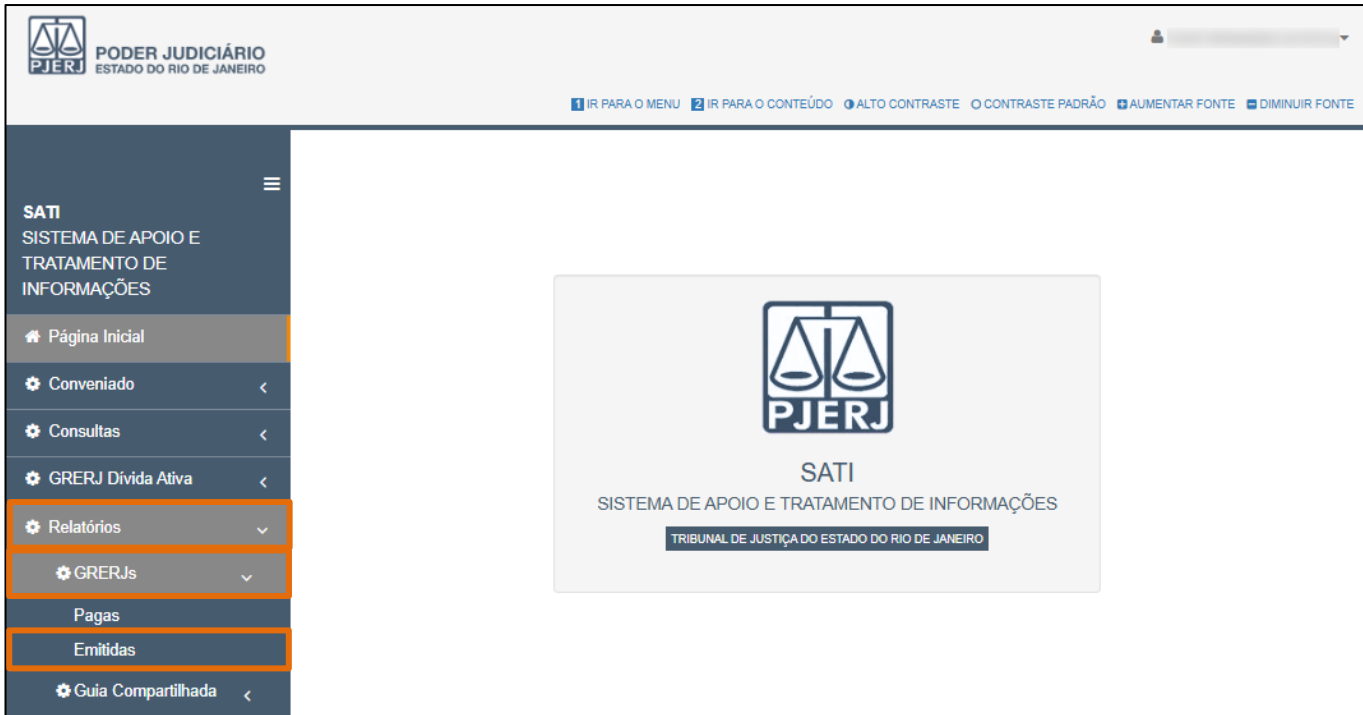 PJERJ
PODER JUDICIÁRIO
ESTADO DO RIO DE JANEIRO
1 IR PARA O MENU 2 IR PARA O CONTEÚDO ALTO CONTRASTE CONTRASTE PADRÃO AUMENTAR FONTE DIMINUIR FONTE
SATI
SISTEMA DE APOIO E
TRATAMENTO DE
INFORMAÇÕES
Página Inicial
Conveniado
Consultas
GRERJ Dívida Ativa
Relatórios
GRERJs
Pagas
Emitidas
Guia Compartilhada
PJERJ
SATI
SISTEMA DE APOIO E TRATAMENTO DE INFORMAÇÕES
TRIBUNAL DE JUSTIÇA DO ESTADO DO RIO DE JANEIRO